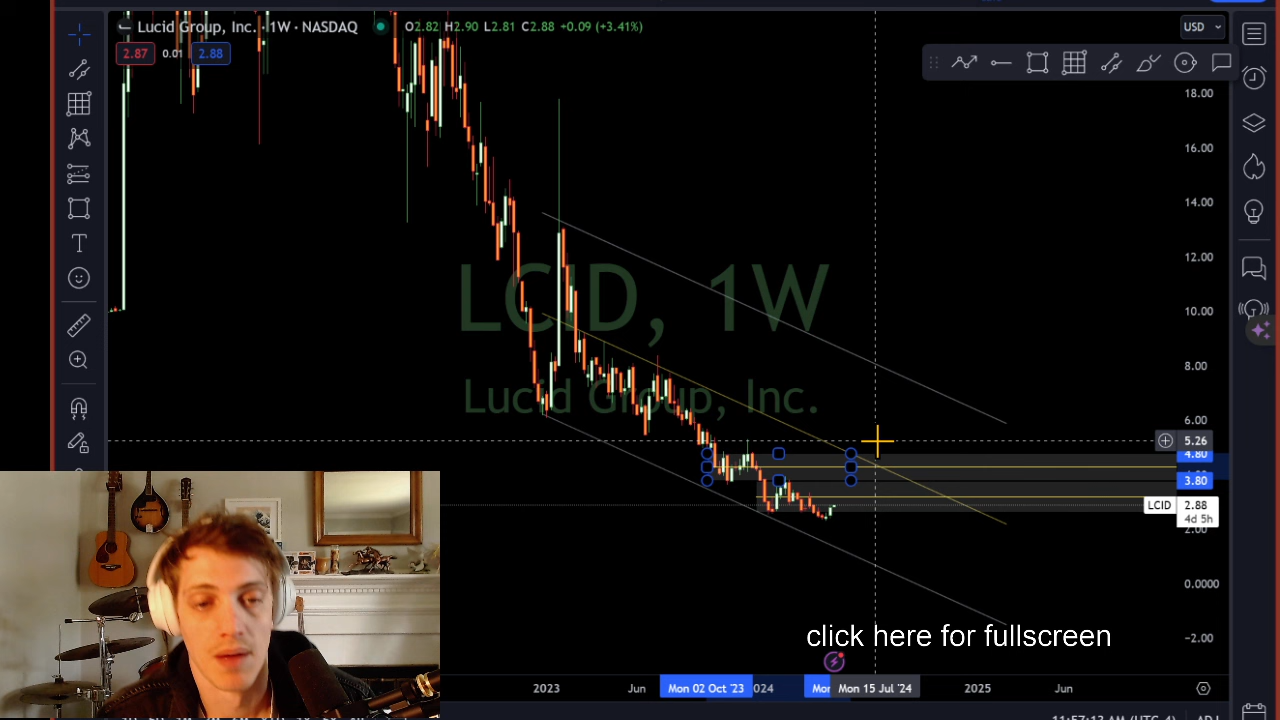 Lucid Group, Inc. · 1W · NASDAQ
O2.82 H2.90 L2.81 C2.88 +0.09 (+3.41%)
USD
2.87 0.01 2.88
18.00
16.00
14.00
12.00
LCID, 1W
10.00
8.00
Lucid Group, Inc.
6.00
5.26
4.80
3.80
LCID 2.88
4d 5h
2.00
0.0000
click here for fullscreen
−2.00
2023
Jun
Mon 02 Oct '23
Mon 15 Jul '24
2025
Jun